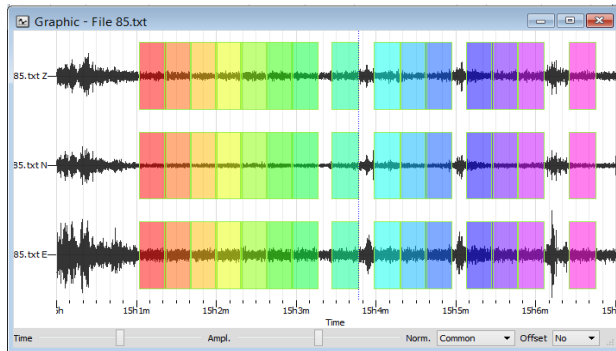 Graphic - File 85.txt
85.txt Z
85.txt N
85.txt E
15h1m 15h2m 15h3m 15h4m 15h5m 15h6m
Time
Time Ampl. Norm. Common Offset No